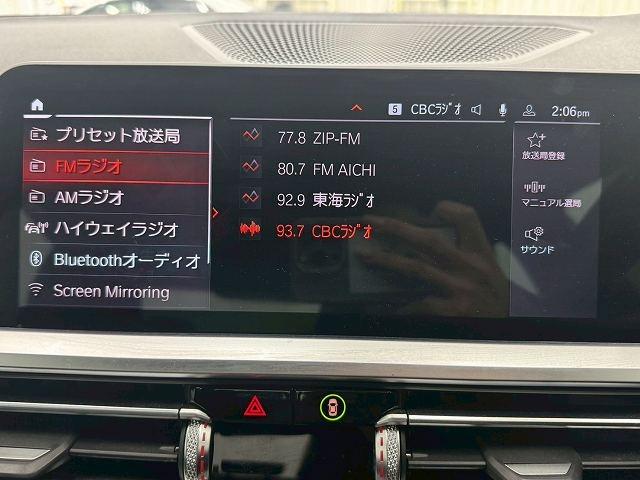 5 CBCﾗｼﾞｵ 2:06pm
プリセット放送局
FMラジオ
AMラジオ
ハイウェイラジオ
Bluetoothオーディオ
Screen Mirroring
77.8 ZIP-FM
80.7 FM AICHI
92.9 東海ﾗｼﾞｵ
93.7 CBCﾗｼﾞｵ
放送局登録
マニュアル選局
サウンド